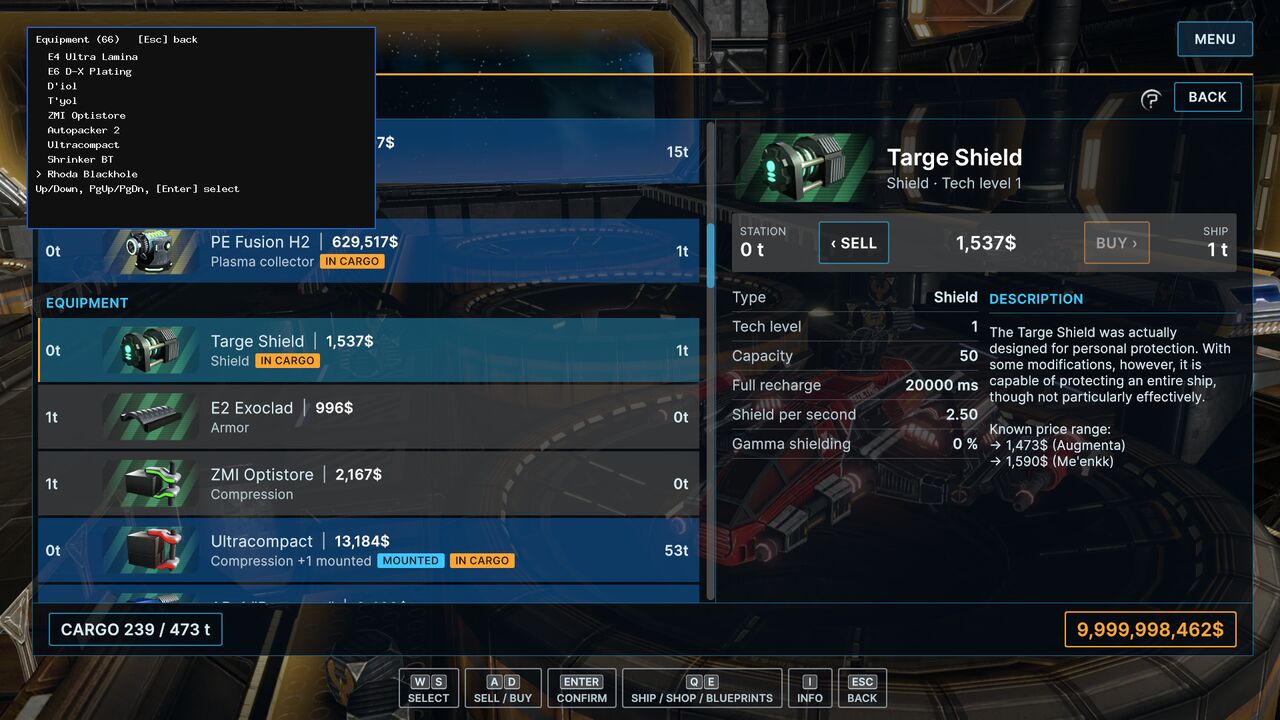 Equipment (66) [Esc] back
E4 Ultra Lamina
E6 D-X Plating
D'iol
T'yol
ZMI Optistore
Autopacker 2
Ultracompact
Shrinker BT
> Rhoda Blackhole
Up/Down, PgUp/PgDn, [Enter] select
MENU
BACK
7$
15t
0t
PE Fusion H2 | 629,517$
Plasma collector IN CARGO
1t
EQUIPMENT
0t
Targe Shield | 1,537$
Shield IN CARGO
1t
1t
E2 Exoclad | 996$
Armor
0t
1t
ZMI Optistore | 2,167$
Compression
0t
0t
Ultracompact | 13,184$
Compression +1 mounted MOUNTED IN CARGO
53t
Targe Shield
Shield · Tech level 1
STATION
0 t
‹ SELL
1,537$
BUY ›
SHIP
1 t
Type Shield
Tech level 1
Capacity 50
Full recharge 20000 ms
Shield per second 2.50
Gamma shielding 0 %
DESCRIPTION
The Targe Shield was actually
designed for personal protection. With
some modifications, however, it is
capable of protecting an entire ship,
though not particularly effectively.
Known price range:
→ 1,473$ (Augmenta)
→ 1,590$ (Me'enkk)
CARGO 239 / 473 t
9,999,998,462$
W S
SELECT
A D
SELL / BUY
ENTER
CONFIRM
Q E
SHIP / SHOP / BLUEPRINTS
I
INFO
ESC
BACK